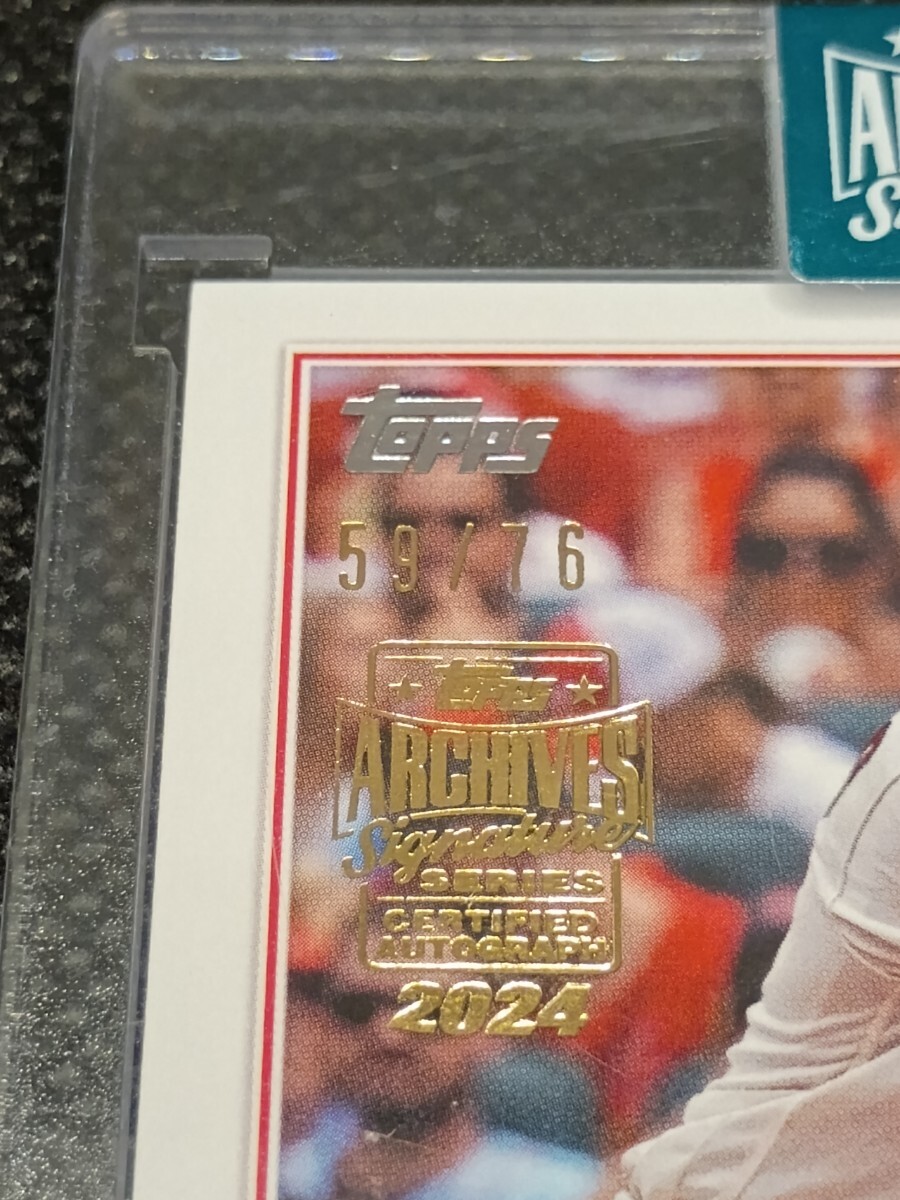 Topps
59/76
Topps
ARCHIVES
Signature
SERIES
CERTIFIED
AUTOGRAPH
2024